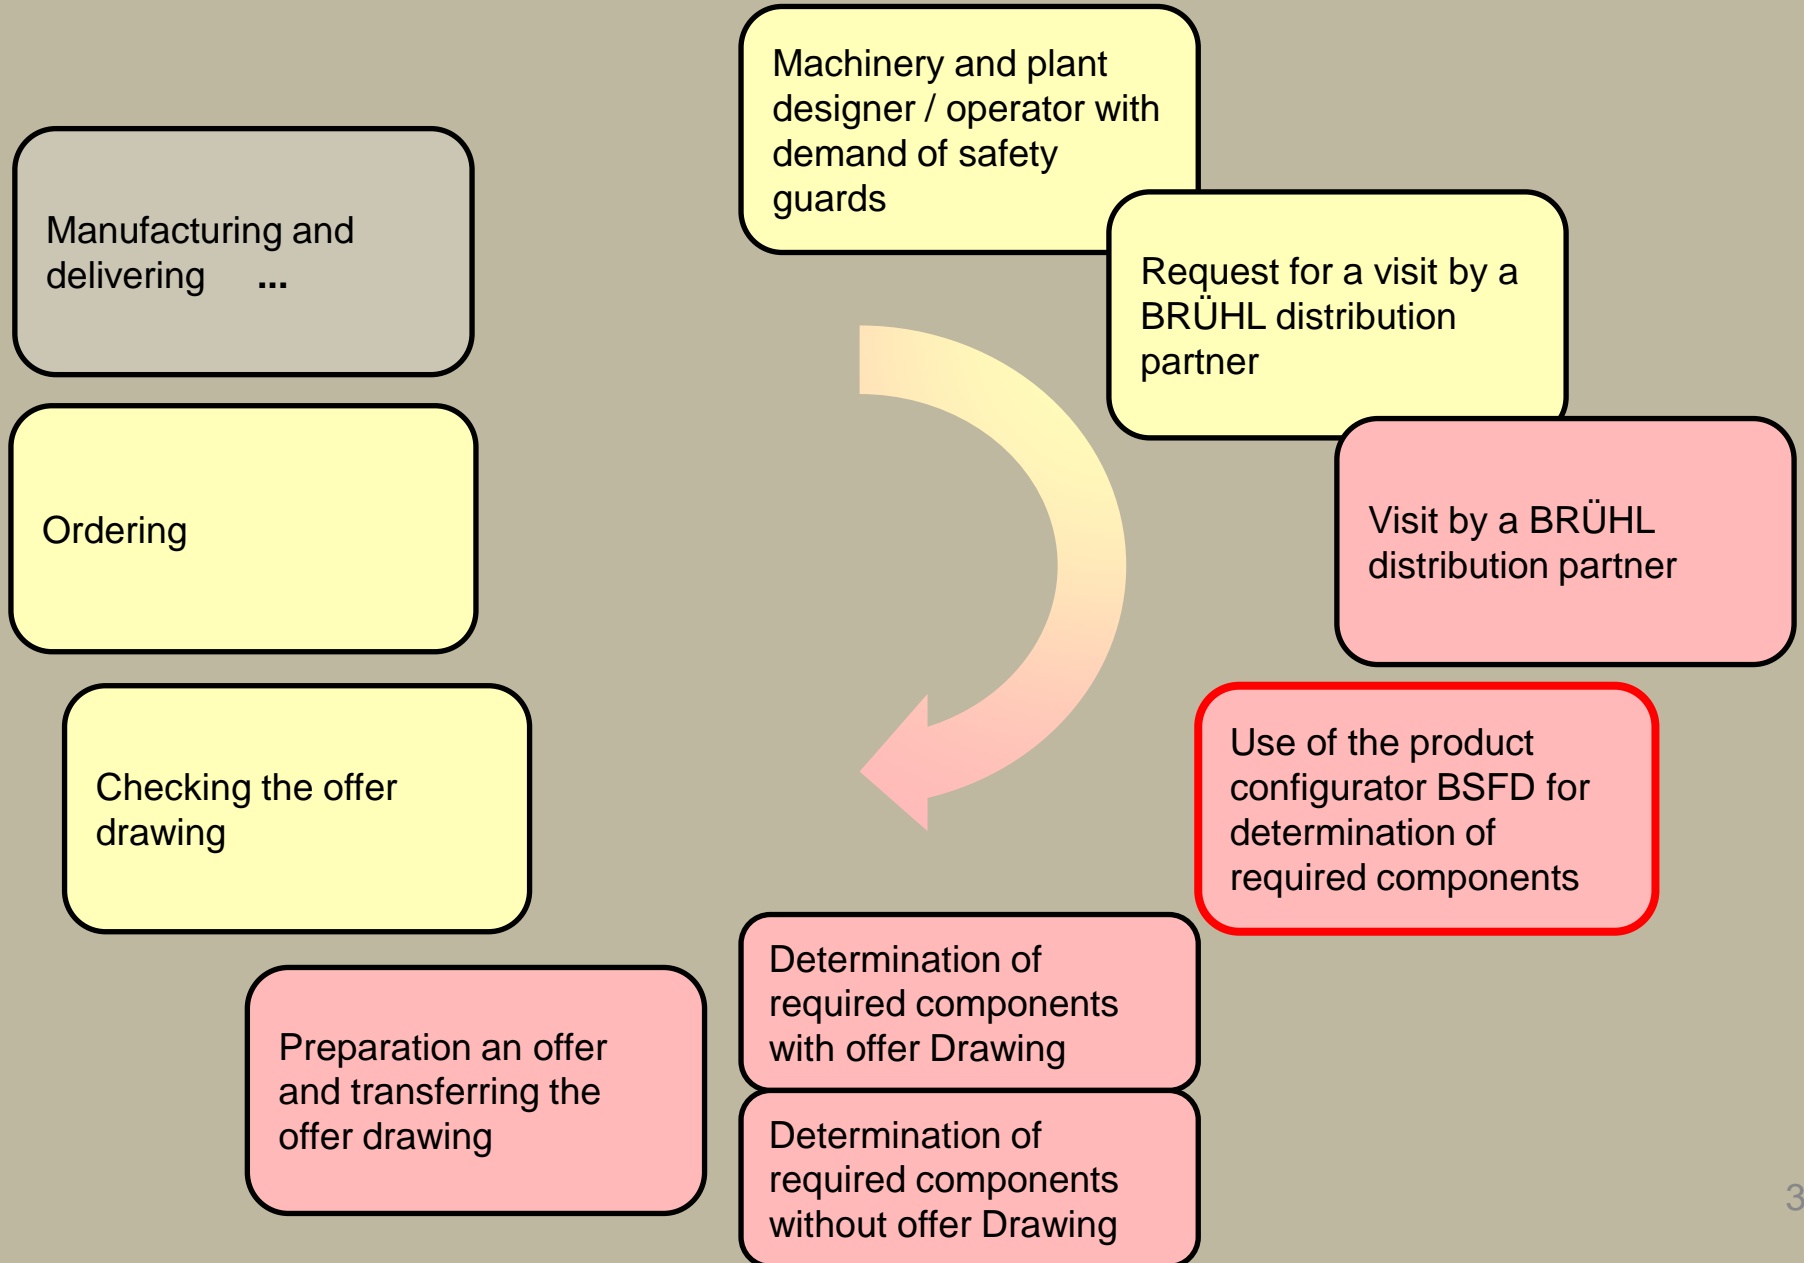 Machinery and plant
designer / operator with
demand of safety
guards
Request for a visit by a
BRÜHL distribution
partner
Visit by a BRÜHL
distribution partner
Use of the product
configurator BSFD for
determination of
required components
Determination of
required components
with offer Drawing
Determination of
required components
without offer Drawing
Preparation an offer
and transferring the
offer drawing
Checking the offer
drawing
Ordering
Manufacturing and
delivering ...
3